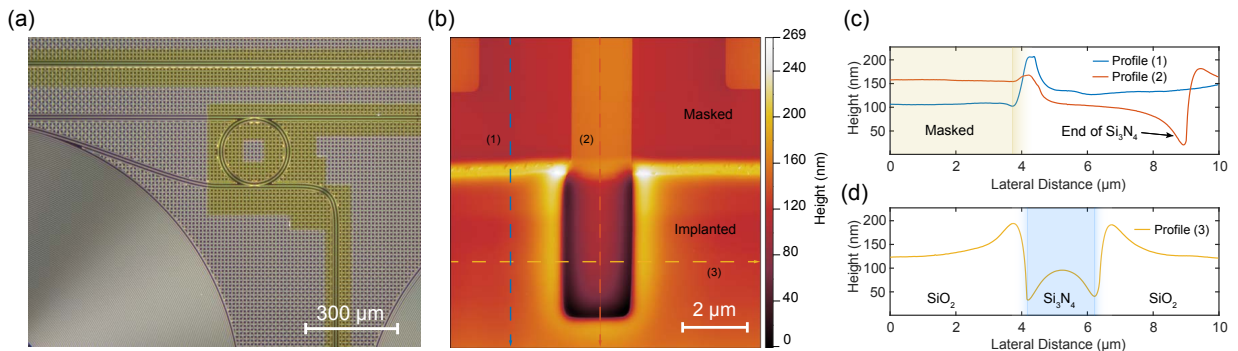 (a)
300 µm
(b)
(1)
(2)
Masked
Implanted
(3)
2 µm
269
240
200
160
120
80
40
0
Height (nm)
(c)
Profile (1)
Profile (2)
Masked
End of Si₃N₄
Height (nm)
200
150
100
50
0 2 4 6 8 10
Lateral Distance (µm)
(d)
Profile (3)
SiO₂
Si₃N₄
SiO₂
Height (nm)
200
150
100
50
0 2 4 6 8 10
Lateral Distance (µm)